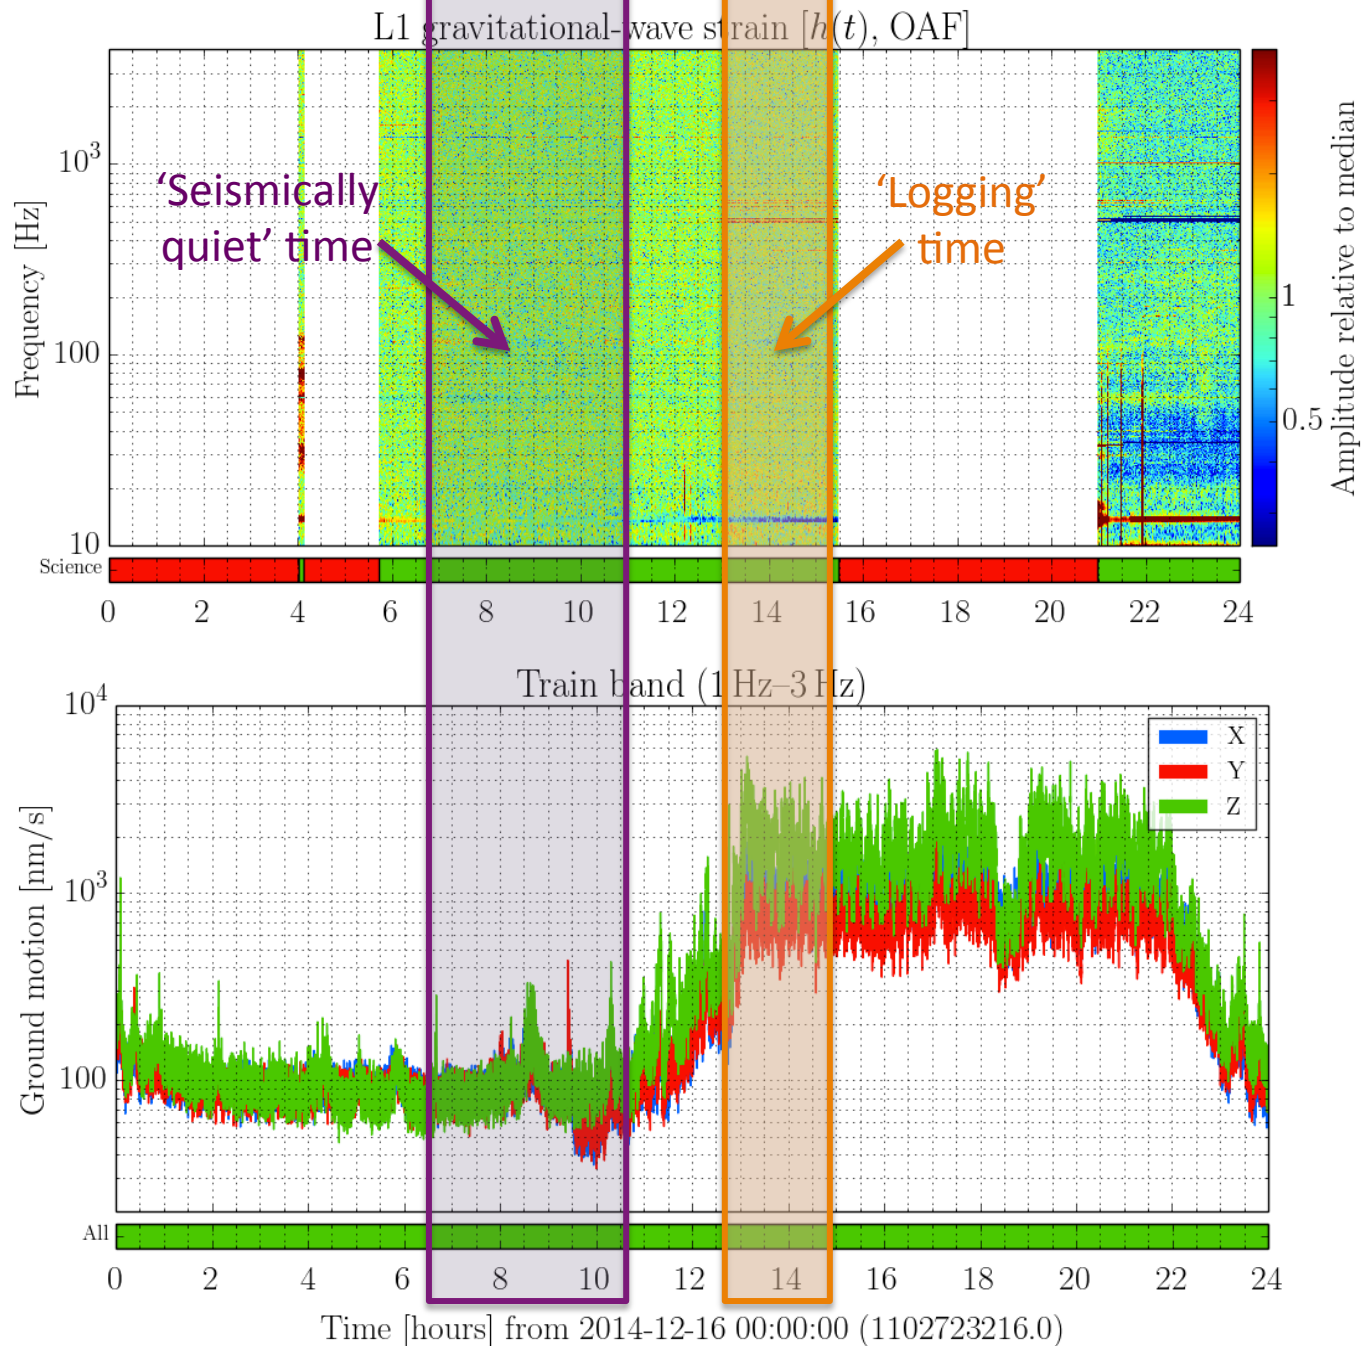 L1 gravitational-wave strain [h(t), OAF]
10³
100
10
Frequency [Hz]
'Seismically
quiet' time
'Logging'
time
1
0.5
Amplitude relative to median
Science
0 2 4 6 8 10 12 14 16 18 20 22 24
Train band (1 Hz–3 Hz)
10⁴
10³
100
Ground motion [nm/s]
X
Y
Z
All
0 2 4 6 8 10 12 14 16 18 20 22 24
Time [hours] from 2014-12-16 00:00:00 (1102723216.0)